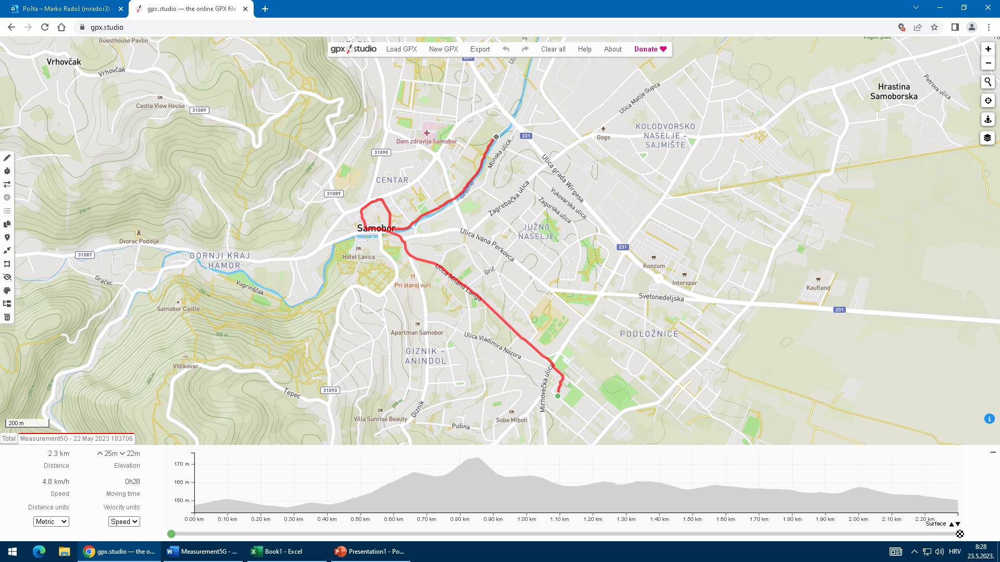 Pošta – Marko Radoš (mrados3) –
gpx.studio — the online GPX file
gpx.studio
gpx studio
Load GPX
New GPX
Export
Clear all
Help
About
Donate
Guesthouse Pavlin
Vrhovčak
Vrhovčak
Castle View House
31089
231
Ulica Matije Gupca
Hrastina
Samoborska
Petrova ulica
KOLODVORSKO
NASELJE –
SAJMIŠTE
Gogs
231
Dom zdravlja Samobor
31090
Mlinska ulica
Ulica grada Wirgesa
200 m
CENTAR
Gradna
31089
Zagrebačka ulica
Vukovarska ulica
Zagorska ulica
250 m
Samobor
JUŽNO
NASELJE
Ulica Ivana Perkovca
Dvorac Podolje
231
31087
GORNJI KRAJ
– HAMOR
Hotel Lavica
Konzum
Grič
Ulica Milana Langa
Gračec
Vugrinščak
Pri staroj vuri
Interspar
Kaufland
200 m
Svetonedeljska
231
Samobor Castle
300 m
Apartman Samobor
Ulica Vladimira Nazora
PODLOŽNICE
GIZNIK –
ANINDOL
Vidikovac
350 m
250 m
200 m
31093
Tepec
Mirnovečka ulica
200 m
Giznik
Villa Sunrise Beauty
Sobe Miboti
Pušina
200 m
Total
Measurement5G - 22 May 2023 183706
2.3 km
25m
22m
Distance
Elevation
4.8 km/h
0h28
Speed
Moving time
Distance units
Velocity units
Metric
Speed
170 m
160 m
150 m
0.00 km 0.10 km 0.20 km 0.30 km 0.40 km 0.50 km 0.60 km 0.70 km 0.80 km 0.90 km 1.00 km 1.10 km 1.20 km 1.30 km 1.40 km 1.50 km 1.60 km 1.70 km 1.80 km 1.90 km 2.00 km 2.10 km 2.20 km
Surface
gpx.studio — the o...
Measurement5G - ...
Book1 - Excel
Presentation1 - Po...
HRV
8:28
23.5.2023.